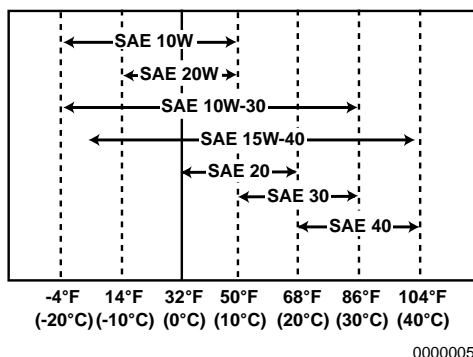 SAE 10W
SAE 20W
SAE 10W-30
SAE 15W-40
SAE 20
SAE 30
SAE 40
-4°F 14°F 32°F 50°F 68°F 86°F 104°F
(-20°C) (-10°C) (0°C) (10°C) (20°C) (30°C) (40°C)
0000005